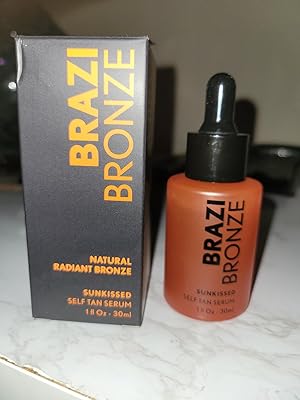 BRAZI
BRONZE
NATURAL
RADIANT BRONZE
SUNKISSED
SELF TAN SERUM
1 fl Oz - 30ml
BRAZI
BRONZE
SUNKISSED
SELF TAN SERUM
1 fl Oz - 30ml